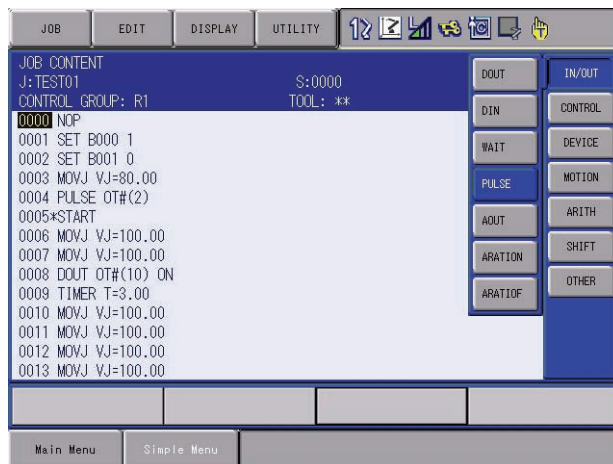 JOB EDIT DISPLAY UTILITY
JOB CONTENT
J:TEST01 S:0000
CONTROL GROUP: R1 TOOL: **
0000 NOP
0001 SET B000 1
0002 SET B001 0
0003 MOVJ VJ=80.00
0004 PULSE OT#(2)
0005*START
0006 MOVJ VJ=100.00
0007 MOVJ VJ=100.00
0008 DOUT OT#(10) ON
0009 TIMER T=3.00
0010 MOVJ VJ=100.00
0011 MOVJ VJ=100.00
0012 MOVJ VJ=100.00
0013 MOVJ VJ=100.00
DOUT
DIN
WAIT
PULSE
AOUT
ARATION
ARATIOF
IN/OUT
CONTROL
DEVICE
MOTION
ARITH
SHIFT
OTHER
Main Menu Simple Menu